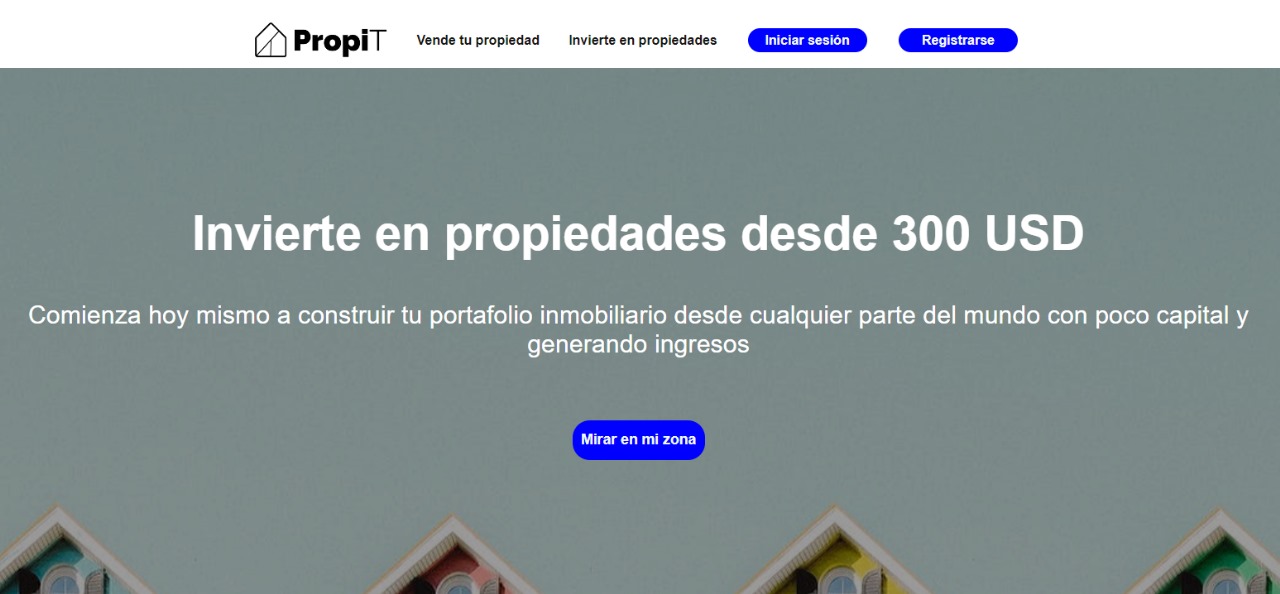 PropiT
Vende tu propiedad
Invierte en propiedades
Iniciar sesión
Registrarse
Invierte en propiedades desde 300 USD
Comienza hoy mismo a construir tu portafolio inmobiliario desde cualquier parte del mundo con poco capital y
generando ingresos
Mirar en mi zona